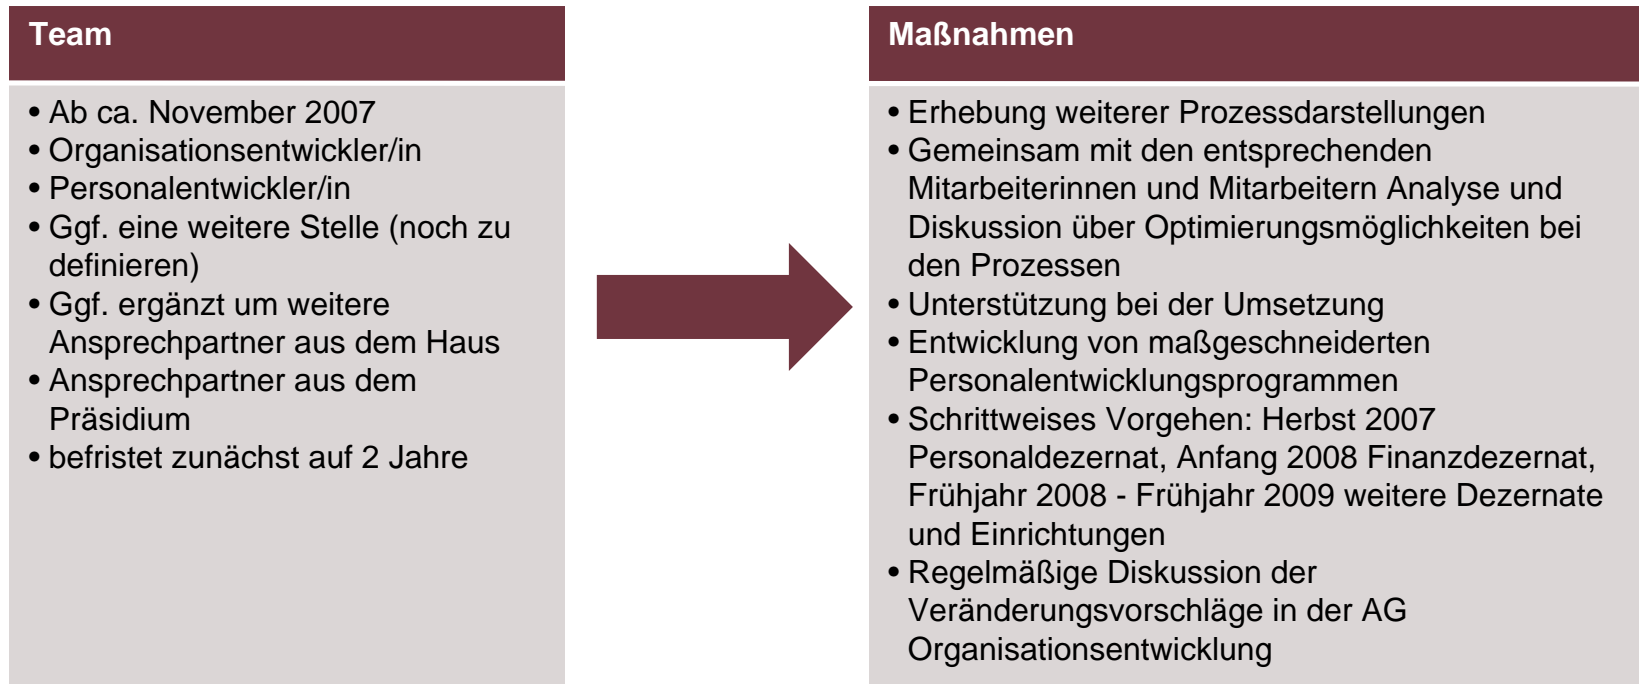 Team
• Ab ca. November 2007
• Organisationsentwickler/in
• Personalentwickler/in
• Ggf. eine weitere Stelle (noch zu
definieren)
• Ggf. ergänzt um weitere
Ansprechpartner aus dem Haus
• Ansprechpartner aus dem
Präsidium
• befristet zunächst auf 2 Jahre
Maßnahmen
• Erhebung weiterer Prozessdarstellungen
• Gemeinsam mit den entsprechenden
Mitarbeiterinnen und Mitarbeitern Analyse und
Diskussion über Optimierungsmöglichkeiten bei
den Prozessen
• Unterstützung bei der Umsetzung
• Entwicklung von maßgeschneiderten
Personalentwicklungsprogrammen
• Schrittweises Vorgehen: Herbst 2007
Personaldezernat, Anfang 2008 Finanzdezernat,
Frühjahr 2008 - Frühjahr 2009 weitere Dezernate
und Einrichtungen
• Regelmäßige Diskussion der
Veränderungsvorschläge in der AG
Organisationsentwicklung